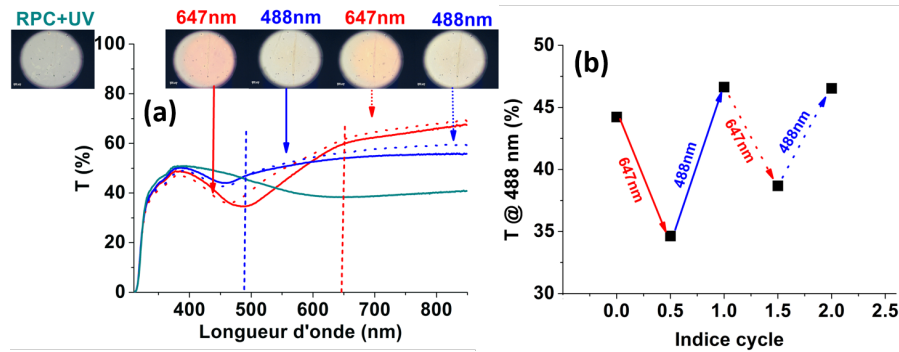 RPC+UV
647nm 488nm 647nm 488nm
(a)
T (%)
100
80
60
40
20
0
400 500 600 700 800
Longueur d'onde (nm)
(b)
T @ 488 nm (%)
50
45
40
35
30
647nm
488nm
647nm
488nm
0.0 0.5 1.0 1.5 2.0 2.5
Indice cycle